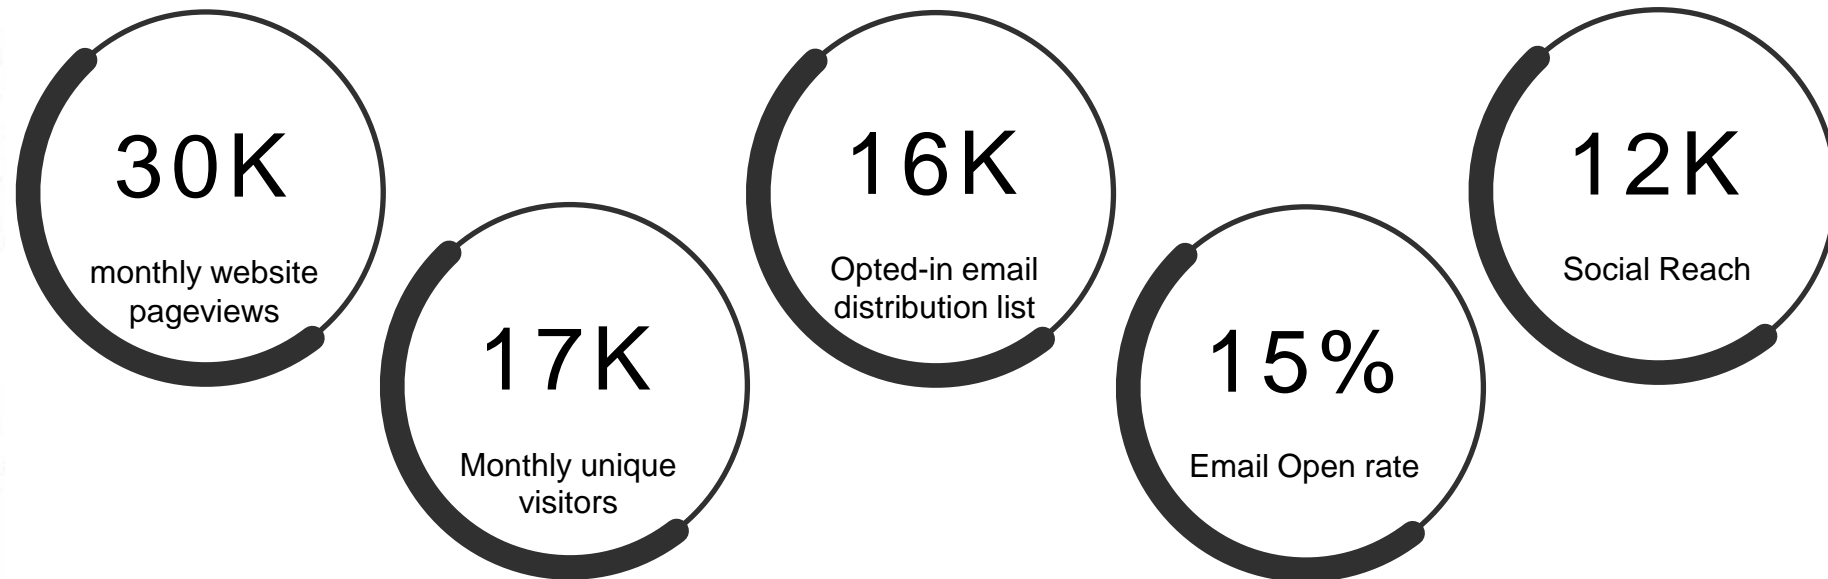 30K
monthly website
pageviews
17K
Monthly unique
visitors
16K
Opted-in email
distribution list
15%
Email Open rate
12K
Social Reach